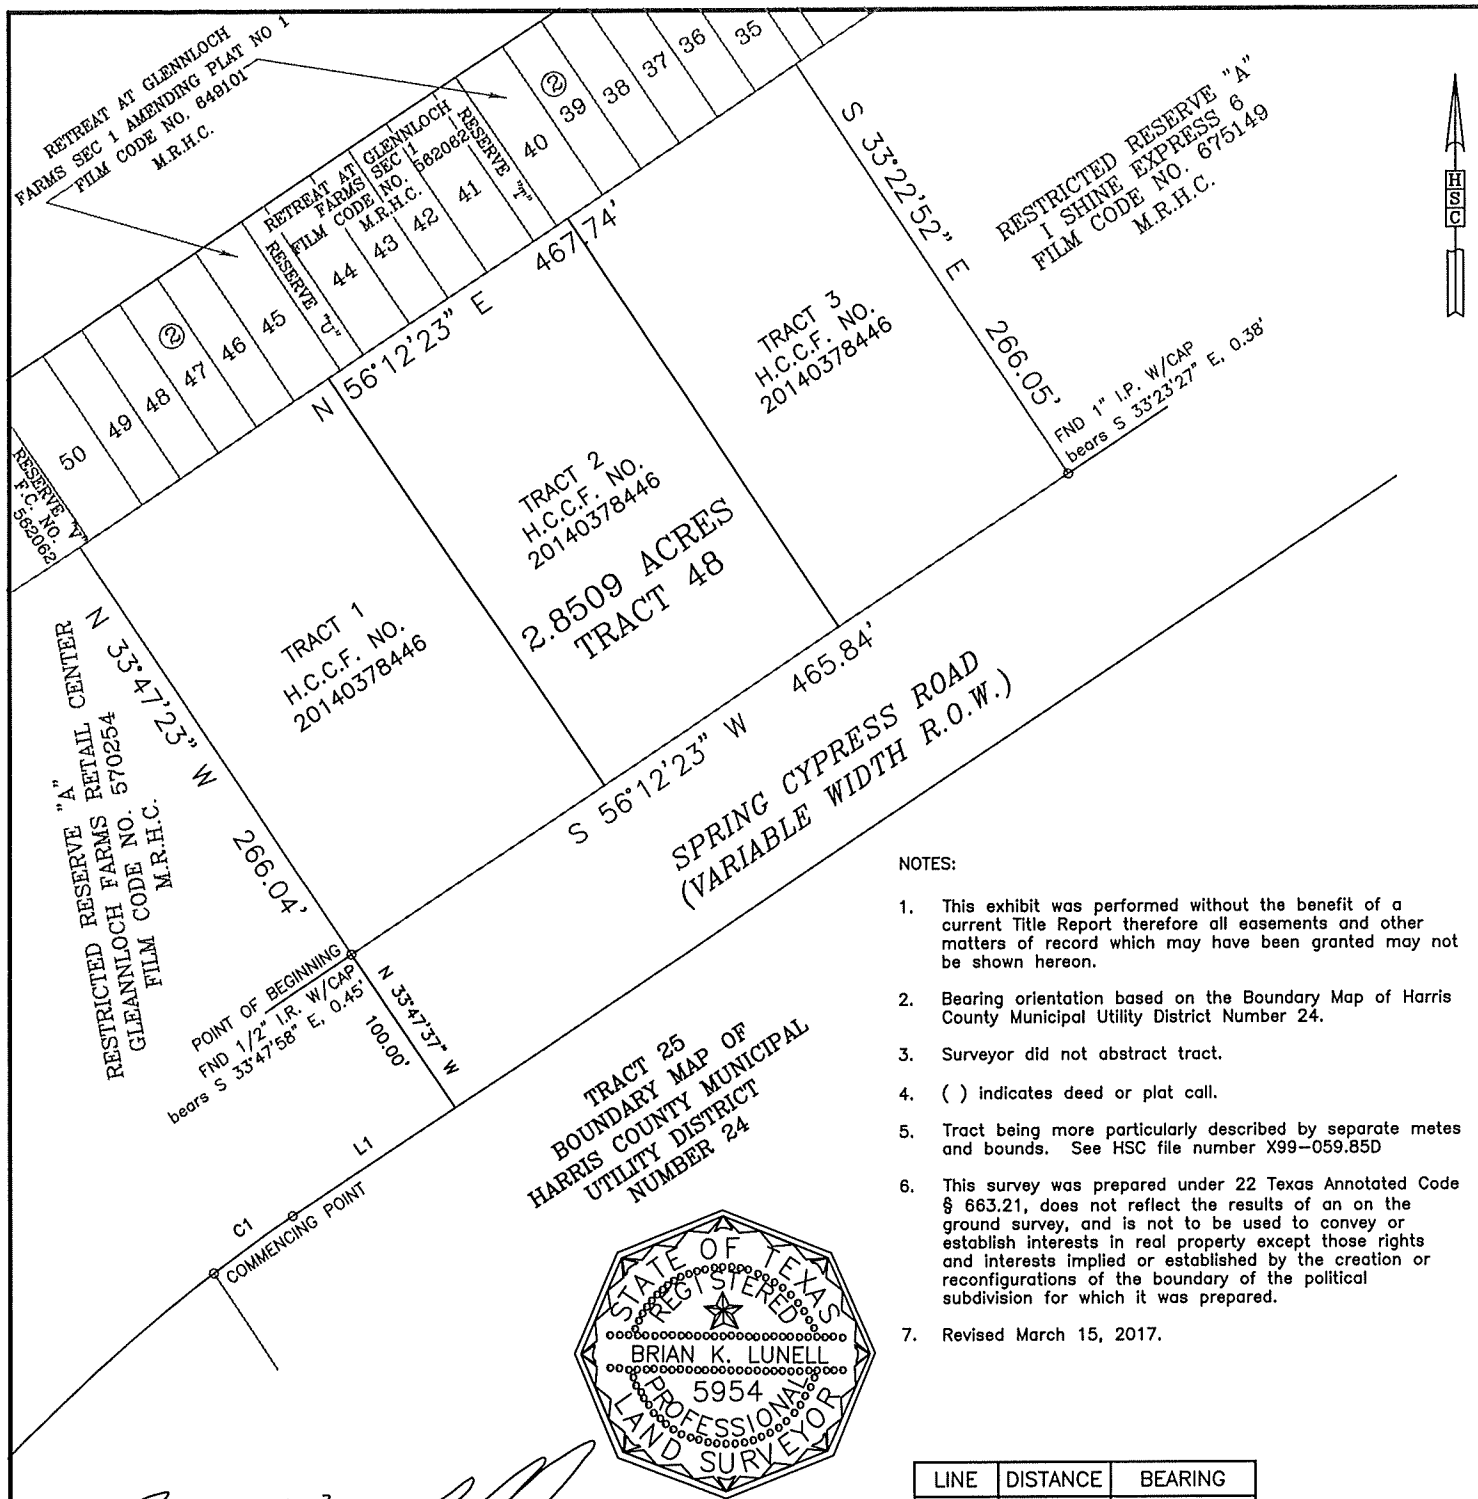 RETREAT AT GLENNLOCH
FARMS SEC 1 AMENDING PLAT NO 1
FILM CODE NO. 649101
M.R.H.C.
RETREAT AT GLENNLOCH
FARMS SEC 1
FILM CODE NO. 562062
M.R.H.C.
RESERVE "T"
RESERVE "U"
RESERVE "V"
F.C. NO.
562062
50
49
48
②
47
46
45
44
43
42
41
40
②
39
38
37
36
35
N 56°12'23" E 467.74'
S 33°22'52" E 266.05'
RESTRICTED RESERVE "A"
I SHINE EXPRESS 6
FILM CODE NO. 675149
M.R.H.C.
H
S
C
TRACT 3
H.C.C.F. NO.
20140378446
FND 1" I.P. W/CAP
bears S 33°23'27" E, 0.38'
TRACT 2
H.C.C.F. NO.
20140378446
2.8509 ACRES
TRACT 48
TRACT 1
H.C.C.F. NO.
20140378446
N 33°47'23" W 266.04'
RESTRICTED RESERVE "A"
GLEANNLOCH FARMS RETAIL CENTER
FILM CODE NO. 570254
M.R.H.C.
S 56°12'23" W 465.84'
SPRING CYPRESS ROAD
(VARIABLE WIDTH R.O.W.)
POINT OF BEGINNING
FND 1/2" I.R. W/CAP
bears S 33°47'58" E, 0.45'
N 33°47'37" W
100.00'
L1
C1
COMMENCING POINT
TRACT 25
BOUNDARY MAP OF
HARRIS COUNTY MUNICIPAL
UTILITY DISTRICT
NUMBER 24
NOTES:
1. This exhibit was performed without the benefit of a
current Title Report therefore all easements and other
matters of record which may have been granted may not
be shown hereon.
2. Bearing orientation based on the Boundary Map of Harris
County Municipal Utility District Number 24.
3. Surveyor did not abstract tract.
4. ( ) indicates deed or plat call.
5. Tract being more particularly described by separate metes
and bounds. See HSC file number X99-059.85D
6. This survey was prepared under 22 Texas Annotated Code
§ 663.21, does not reflect the results of an on the
ground survey, and is not to be used to convey or
establish interests in real property except those rights
and interests implied or established by the creation or
reconfigurations of the boundary of the political
subdivision for which it was prepared.
7. Revised March 15, 2017.
STATE OF TEXAS
REGISTERED
BRIAN K. LUNELL
5954
PROFESSIONAL
LAND SURVEYOR
LINE DISTANCE BEARING